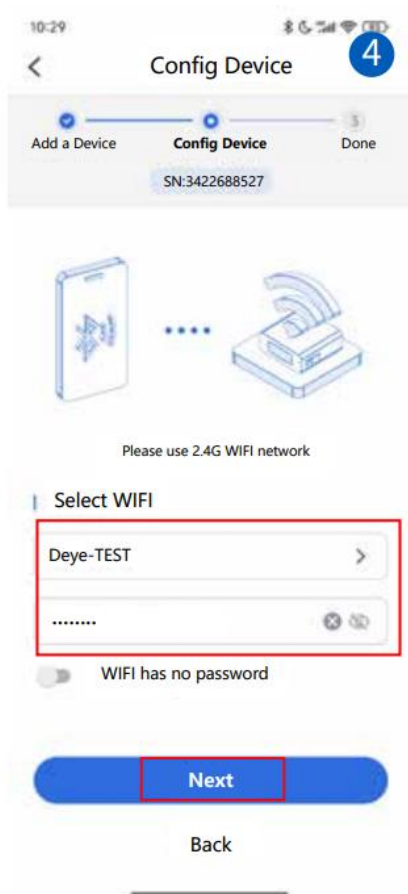 10:29
4
Config Device
3
Add a Device Config Device Done
SN:3422688527
Please use 2.4G WIFI network
Select WIFI
Deye-TEST
••••••••
WIFI has no password
Next
Back